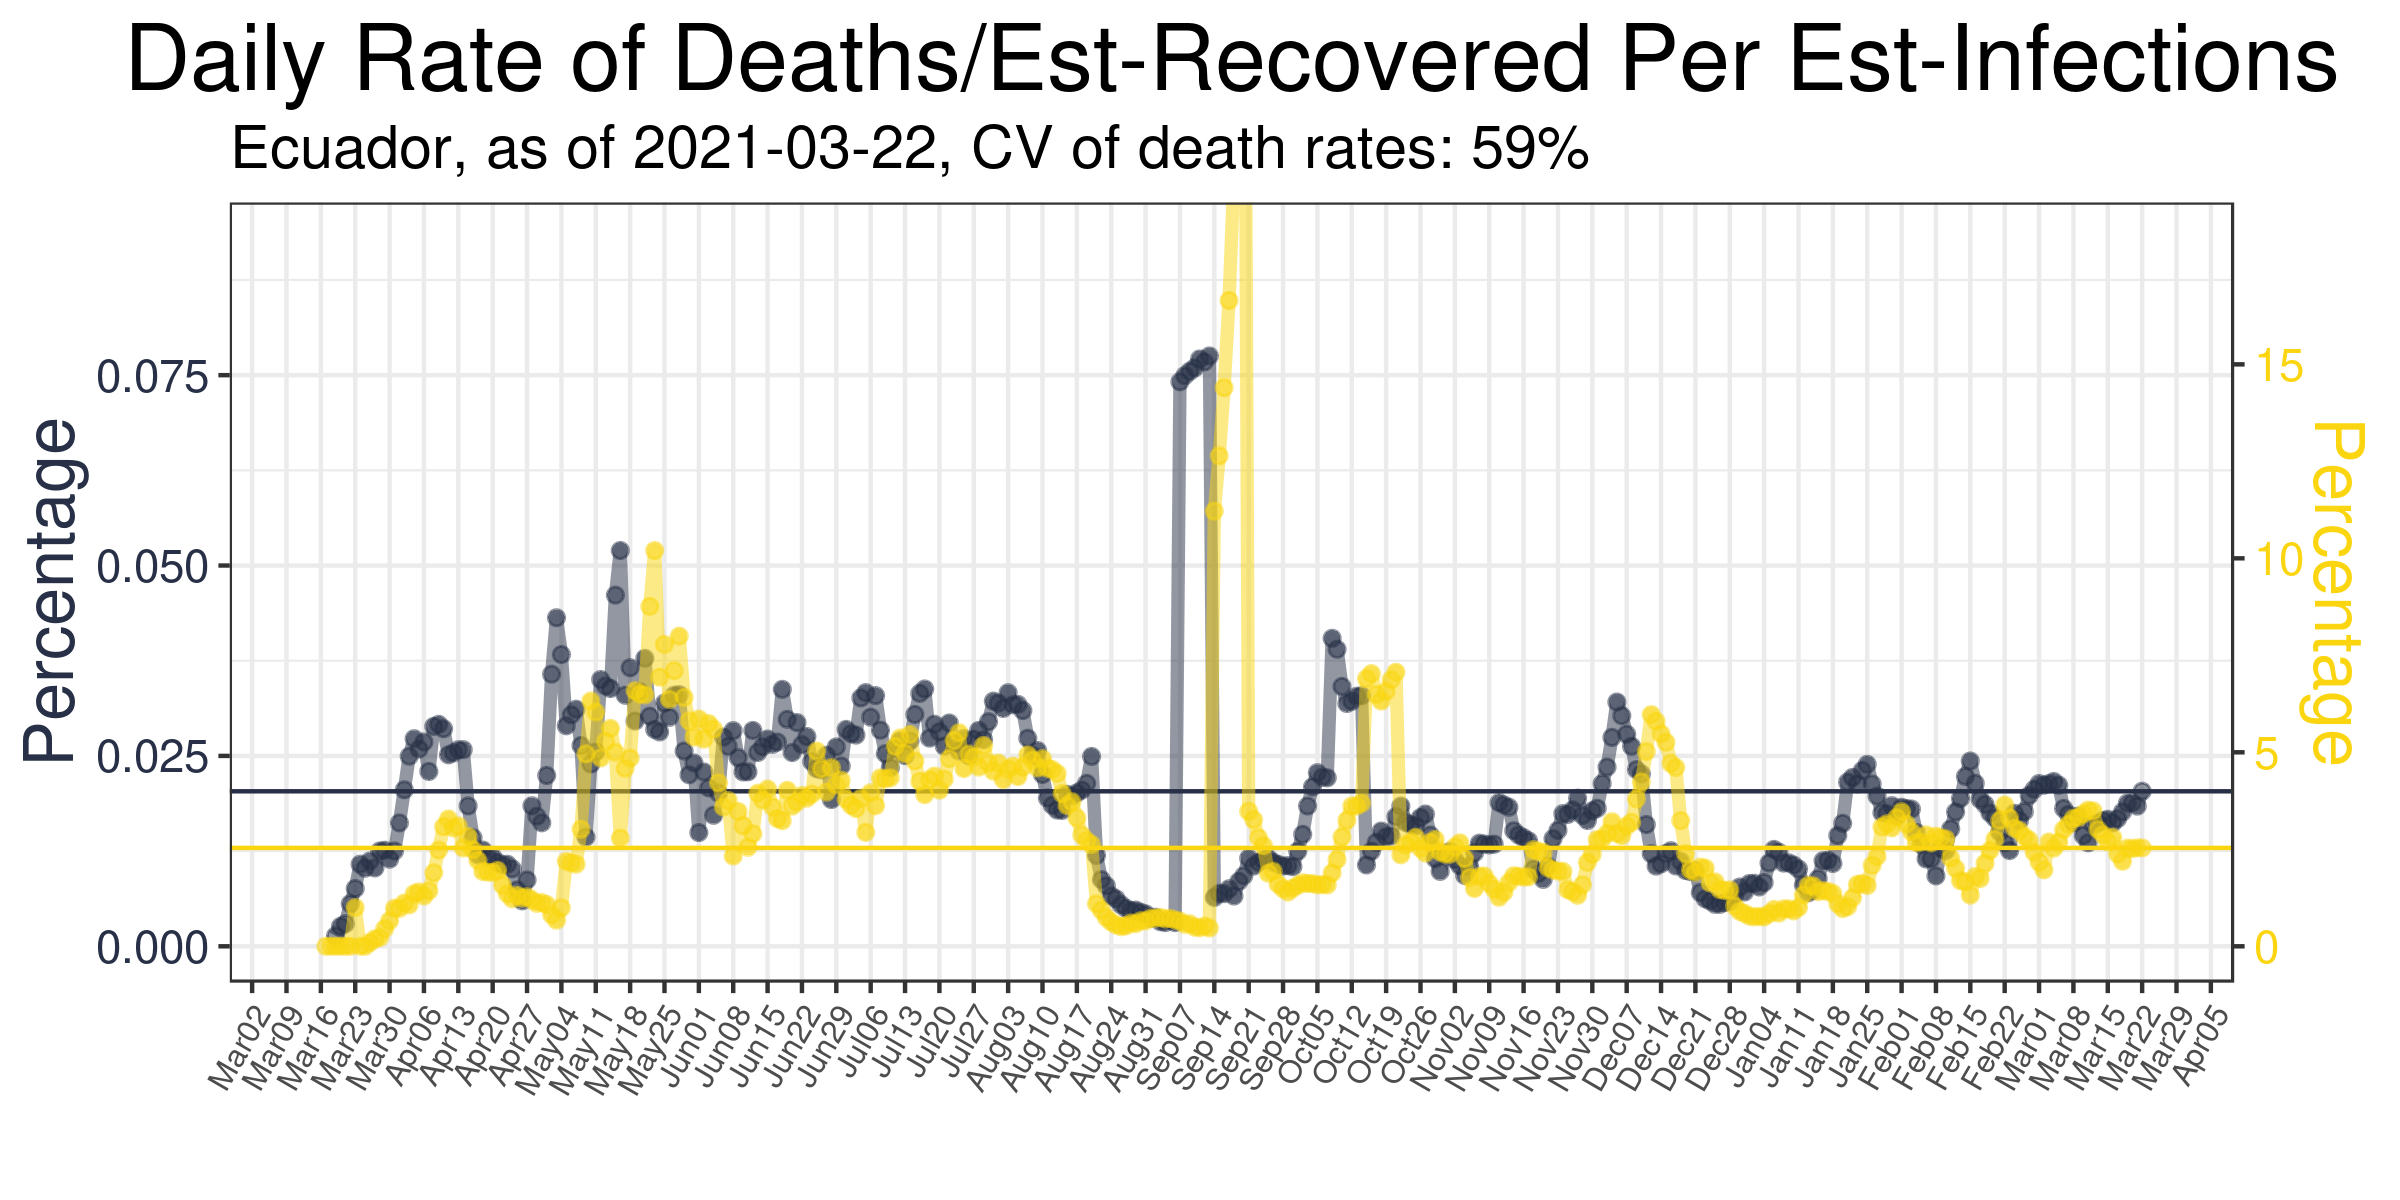 Daily Rate of Deaths/Est-Recovered Per Est-Infections
Ecuador, as of 2021-03-22, CV of death rates: 59%
Percentage
0.075
0.050
0.025
0.000
15
10
5
0
Percentage
Mar02
Mar09
Mar16
Mar23
Mar30
Apr06
Apr13
Apr20
Apr27
May04
May11
May18
May25
Jun01
Jun08
Jun15
Jun22
Jun29
Jul06
Jul13
Jul20
Jul27
Aug03
Aug10
Aug17
Aug24
Aug31
Sep07
Sep14
Sep21
Sep28
Oct05
Oct12
Oct19
Oct26
Nov02
Nov09
Nov16
Nov23
Nov30
Dec07
Dec14
Dec21
Dec28
Jan04
Jan11
Jan18
Jan25
Feb01
Feb08
Feb15
Feb22
Mar01
Mar08
Mar15
Mar22
Mar29
Apr05